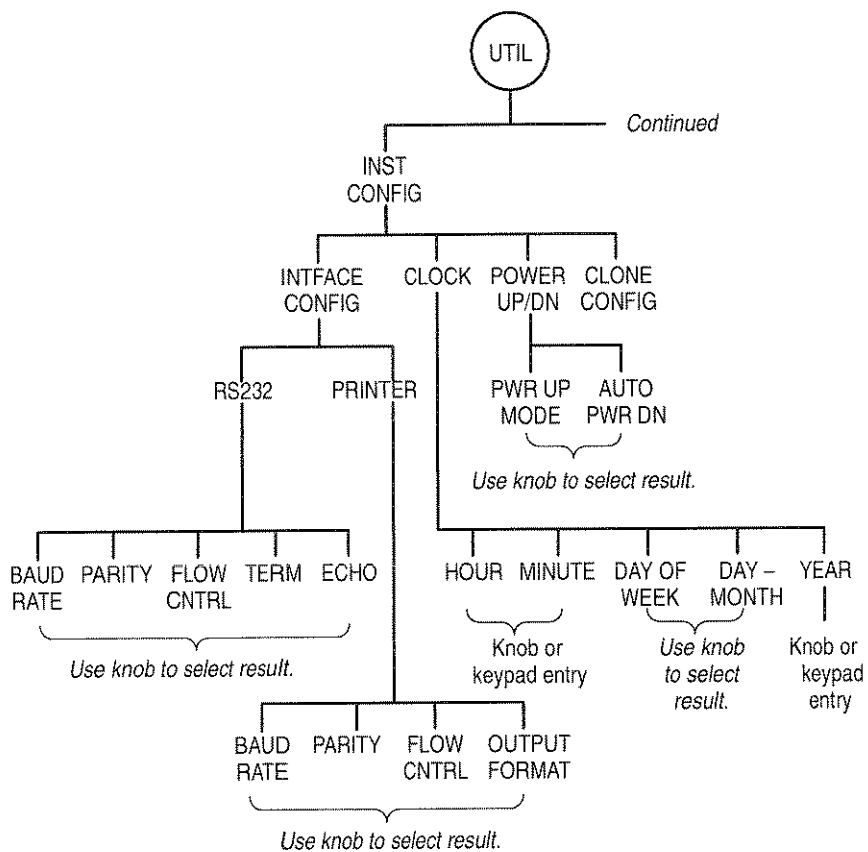 UTIL
Continued
INST
CONFIG
INTFACE
CONFIG
CLOCK
POWER
UP/DN
CLONE
CONFIG
RS232
PRINTER
PWR UP
MODE
AUTO
PWR DN
Use knob to select result.
BAUD
RATE
PARITY
FLOW
CNTRL
TERM
ECHO
Use knob to select result.
HOUR
MINUTE
DAY OF
WEEK
DAY –
MONTH
YEAR
Knob or
keypad entry
Use knob
to select
result.
Knob or
keypad
entry
BAUD
RATE
PARITY
FLOW
CNTRL
OUTPUT
FORMAT
Use knob to select result.